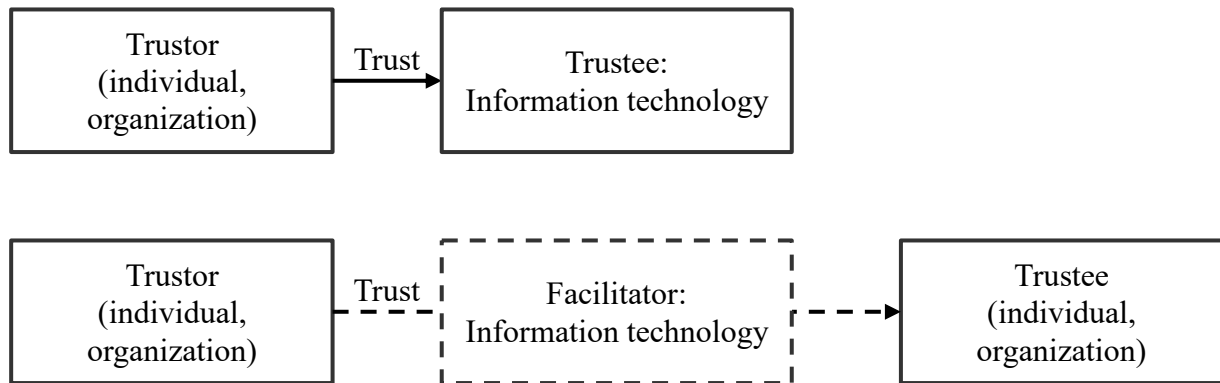 Trustor
(individual,
organization)
Trust
Trustee:
Information technology
Trustor
(individual,
organization)
Trust
Facilitator:
Information technology
Trustee
(individual,
organization)